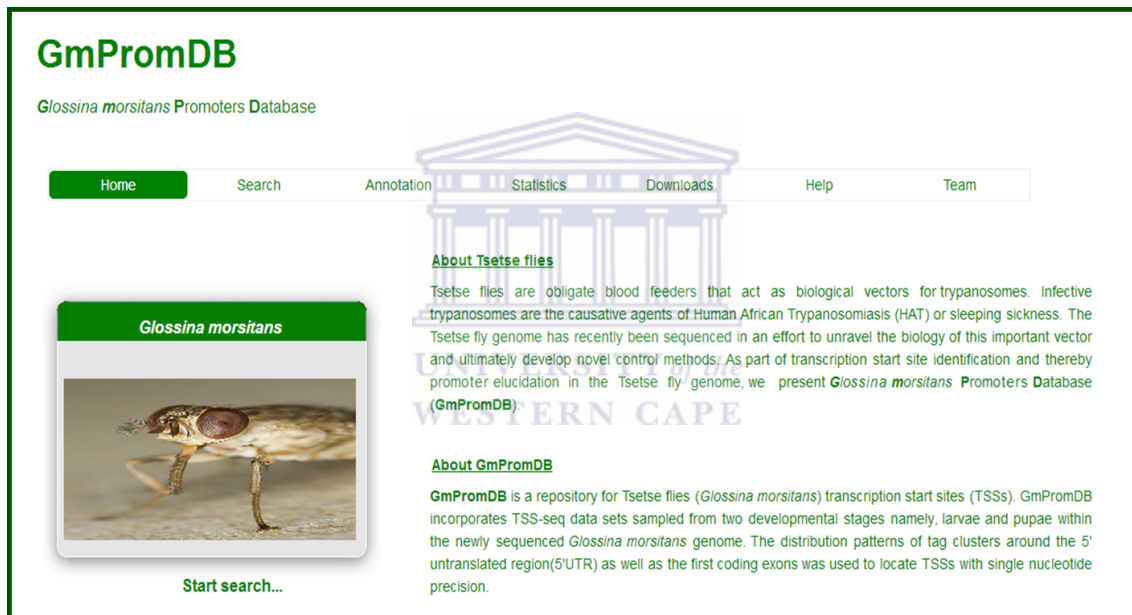 GmPromDB
Glossina morsitans Promoters Database
Home Search Annotation Statistics Downloads Help Team
Glossina morsitans
Start search...
About Tsetse flies
Tsetse flies are obligate blood feeders that act as biological vectors for trypanosomes. Infective
trypanosomes are the causative agents of Human African Trypanosomiasis (HAT) or sleeping sickness. The
Tsetse fly genome has recently been sequenced in an effort to unravel the biology of this important vector
and ultimately develop novel control methods. As part of transcription start site identification and thereby
promoter elucidation in the Tsetse fly genome, we present Glossina morsitans Promoters Database
(GmPromDB).
About GmPromDB
GmPromDB is a repository for Tsetse flies (Glossina morsitans) transcription start sites (TSSs). GmPromDB
incorporates TSS-seq data sets sampled from two developmental stages namely, larvae and pupae within
the newly sequenced Glossina morsitans genome. The distribution patterns of tag clusters around the 5'
untranslated region(5'UTR) as well as the first coding exons was used to locate TSSs with single nucleotide
precision.
UNIVERSITY of the
WESTERN CAPE